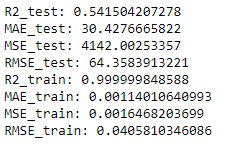 R2_test: 0.541504207278
MAE_test: 30.4276665822
MSE_test: 4142.00253357
RMSE_test: 64.3583913221
R2_train: 0.999999848588
MAE_train: 0.00114010640993
MSE_train: 0.0016468203699
RMSE_train: 0.0405810346086